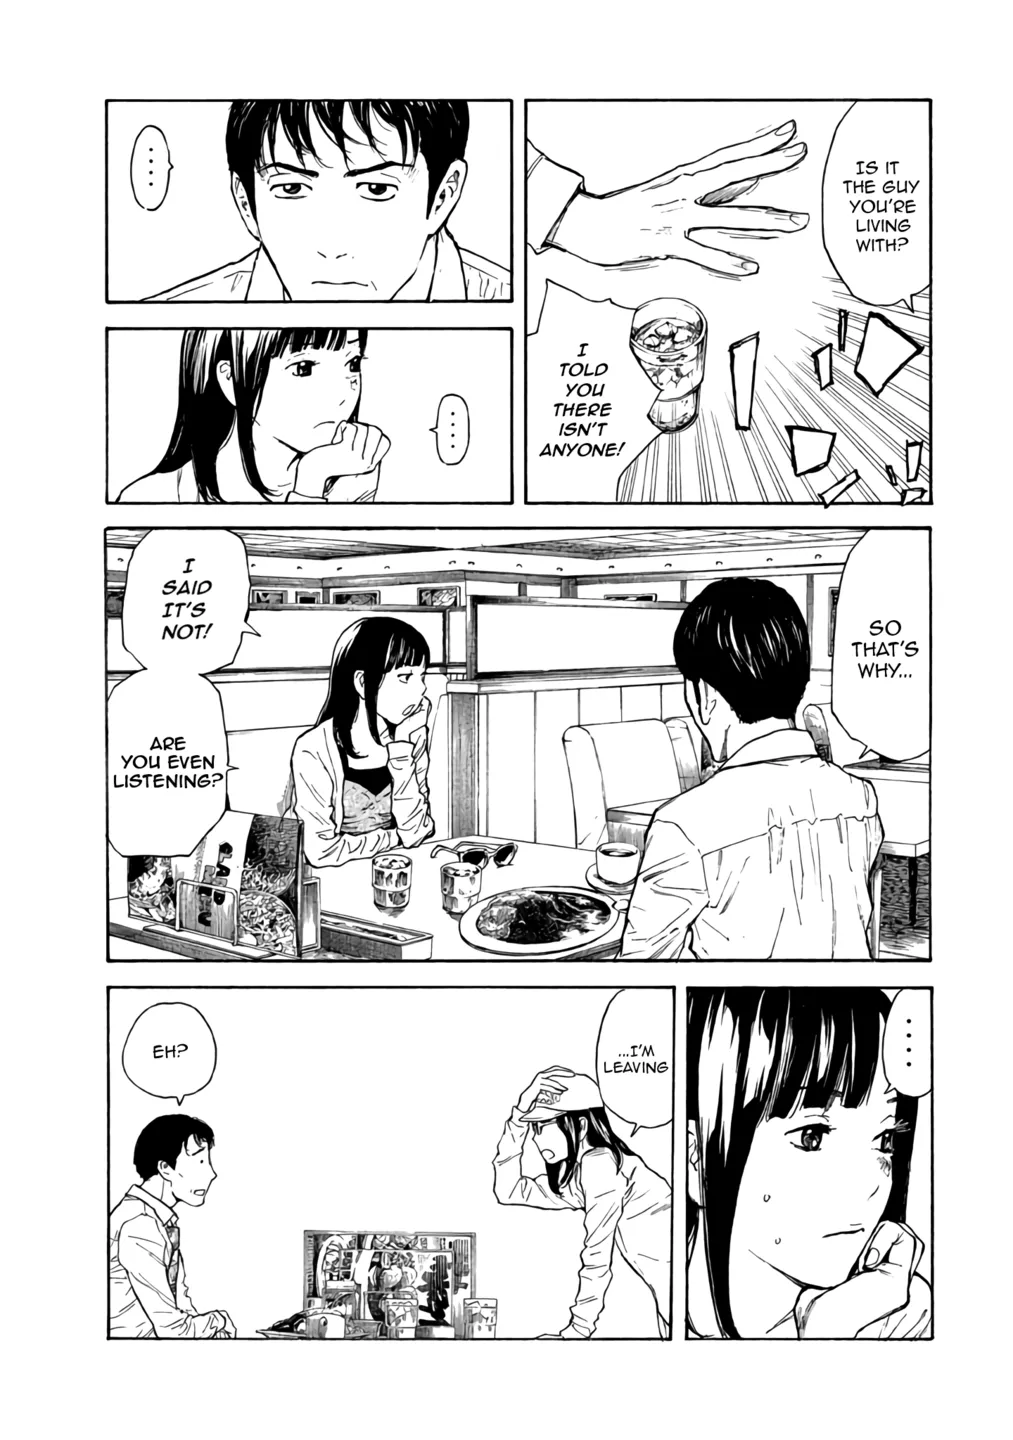 IS IT
THE GUY
YOU'RE
LIVING
WITH?
I
TOLD
YOU
THERE
ISN'T
ANYONE!
....
....
SO
THAT'S
WHY...
I
SAID
IT'S
NOT!
ARE
YOU EVEN
LISTENING?
....
...I'M
LEAVING
EH?